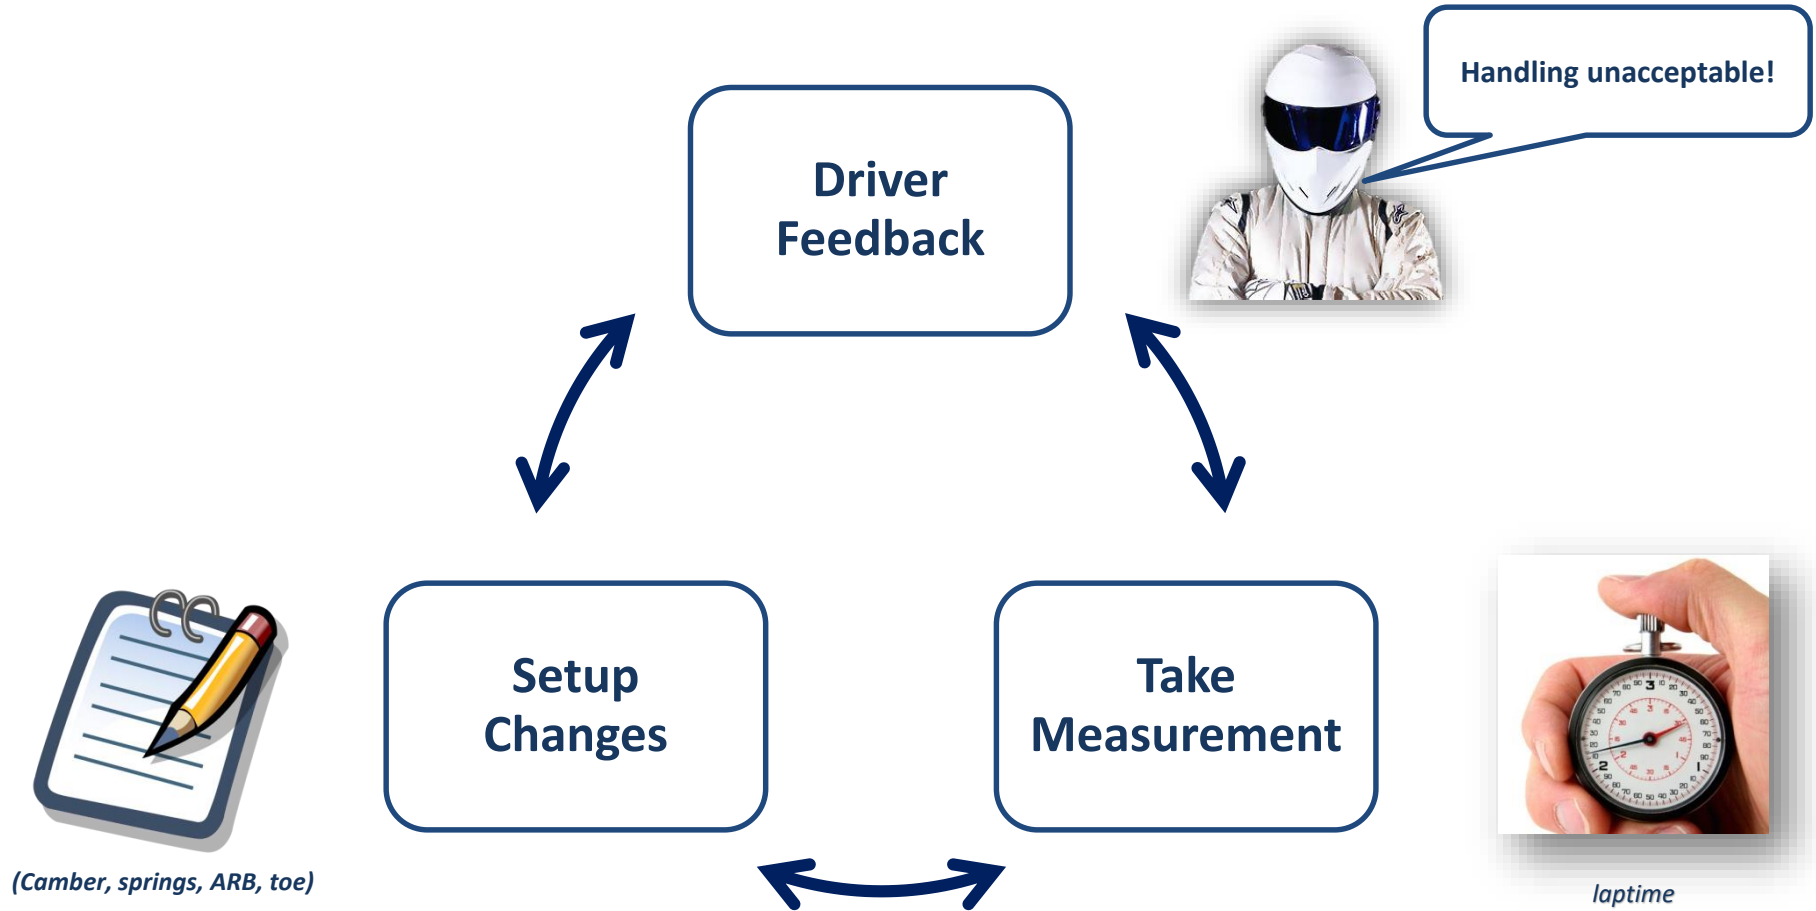 Handling unacceptable!
Driver
Feedback
Setup
Changes
Take
Measurement
(Camber, springs, ARB, toe)
laptime